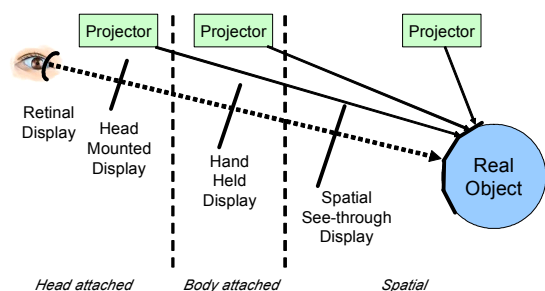 Projector
Projector
Projector
Retinal
Display
Head
Mounted
Display
Hand
Held
Display
Spatial
See-through
Display
Real
Object
Head attached
Body attached
Spatial